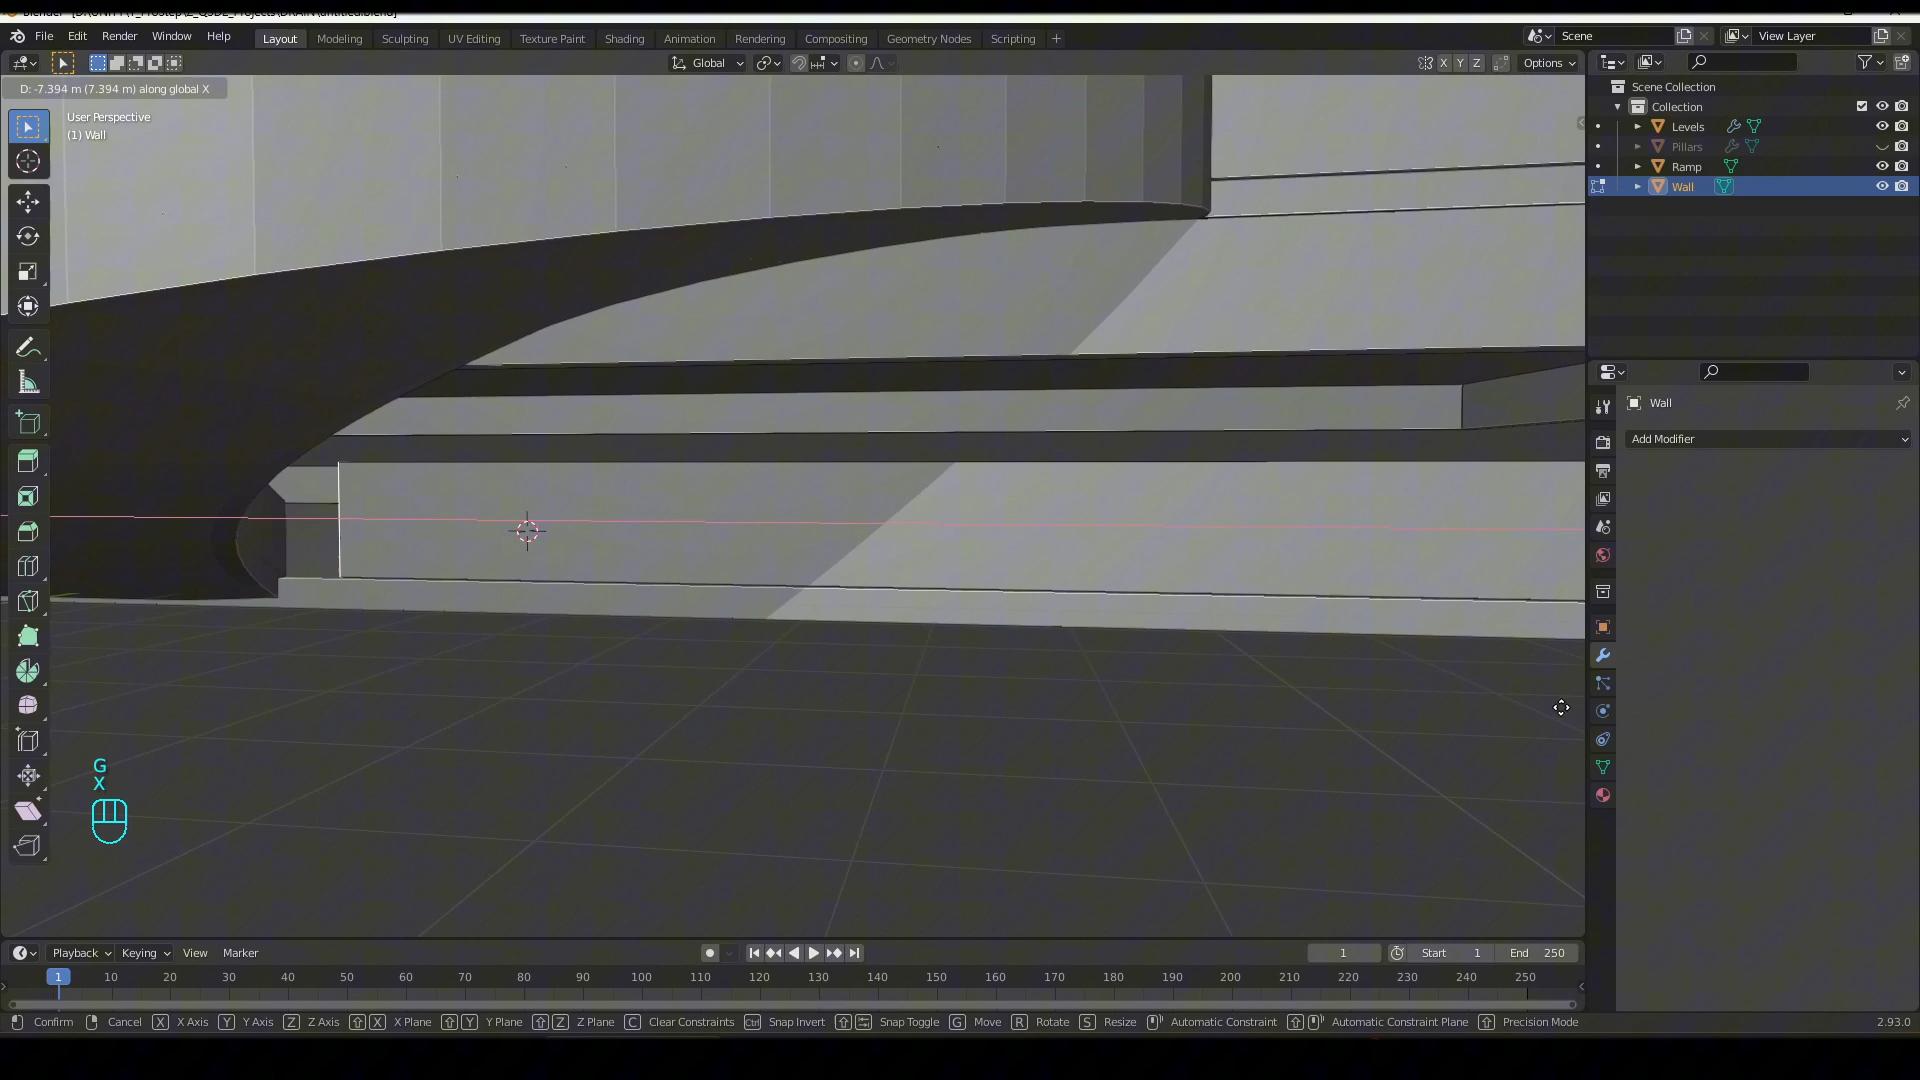 File Edit Render Window Help
Layout Modeling Sculpting UV Editing Texture Paint Shading Animation Rendering Compositing Geometry Nodes Scripting +
Scene
View Layer
Global
X Y Z
Options
D: -7.394 m (7.394 m) along global X
User Perspective
(1) Wall
Scene Collection
Collection
Levels
Pillars
Ramp
Wall
Wall
Add Modifier
G
X
Playback Keying View Marker
1
Start 1
End 250
1 10 20 30 40 50 60 70 80 90 100 110 120 130 140 150 160 170 180 190 200 210 220 230 240 250
Confirm Cancel X X Axis Y Y Axis Z Z Axis X X Plane Y Y Plane Z Z Plane C Clear Constraints Ctrl Snap Invert Snap Toggle G Move R Rotate S Resize Automatic Constraint Automatic Constraint Plane Precision Mode 2.93.0